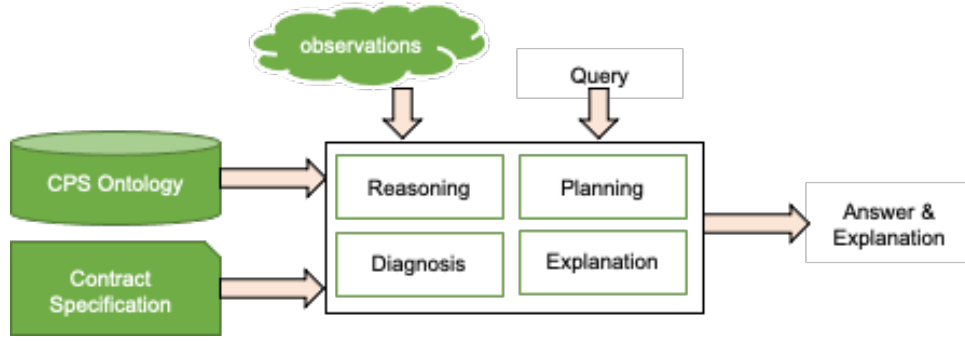 observations
Query
CPS Ontology
Reasoning
Planning
Answer &
Explanation
Diagnosis
Explanation
Contract
Specification